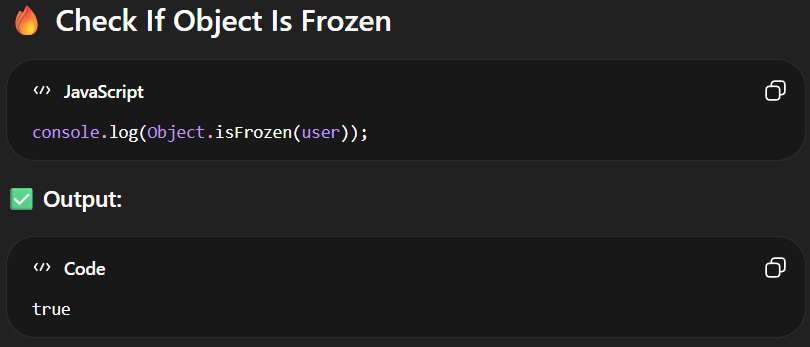 🔥 Check If Object Is Frozen
</> JavaScript
console.log(Object.isFrozen(user));
✅ Output:
</> Code
true